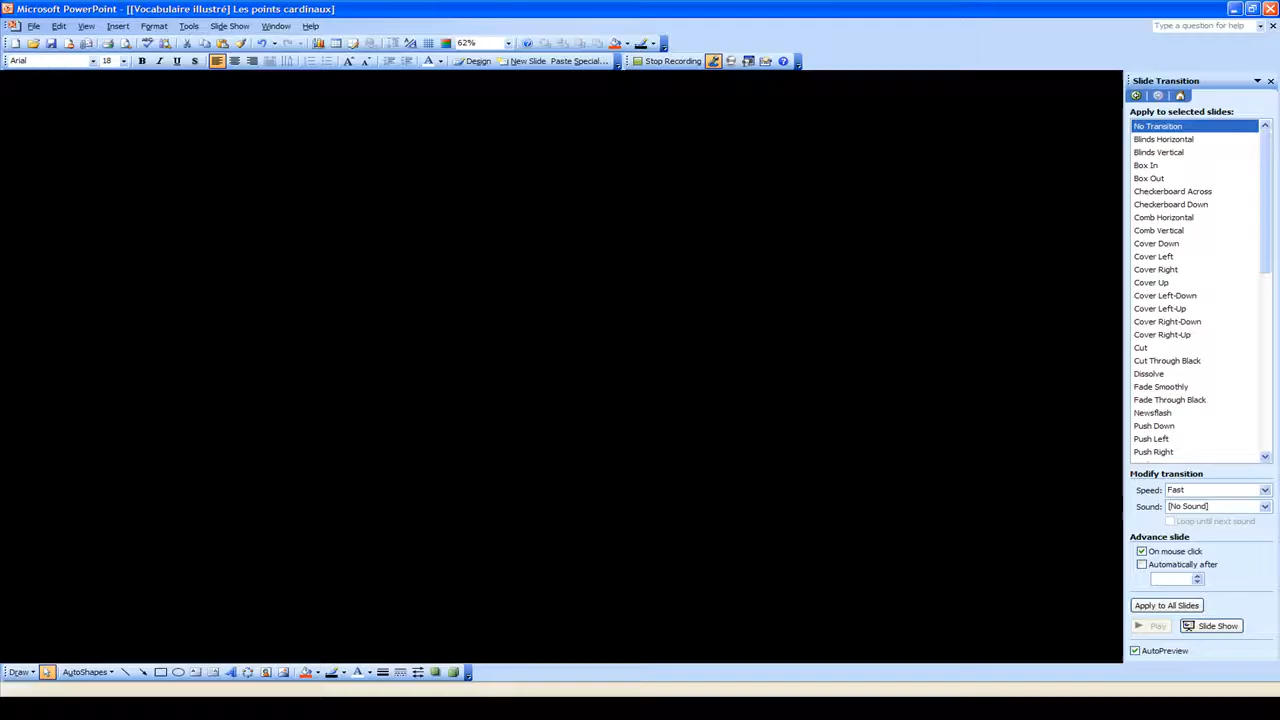 Microsoft PowerPoint - [[Vocabulaire illustré] Les points cardinaux]
File Edit View Insert Format Tools Slide Show Window Help
Type a question for help
62%
Arial 18 B I U S A Design New Slide Paste Special... Stop Recording
Slide Transition
Apply to selected slides:
No Transition
Blinds Horizontal
Blinds Vertical
Box In
Box Out
Checkerboard Across
Checkerboard Down
Comb Horizontal
Comb Vertical
Cover Down
Cover Left
Cover Right
Cover Up
Cover Left-Down
Cover Left-Up
Cover Right-Down
Cover Right-Up
Cut
Cut Through Black
Dissolve
Fade Smoothly
Fade Through Black
Newsflash
Push Down
Push Left
Push Right
Modify transition
Speed: Fast
Sound: [No Sound]
Loop until next sound
Advance slide
On mouse click
Automatically after
Apply to All Slides
Play Slide Show
AutoPreview
Draw AutoShapes